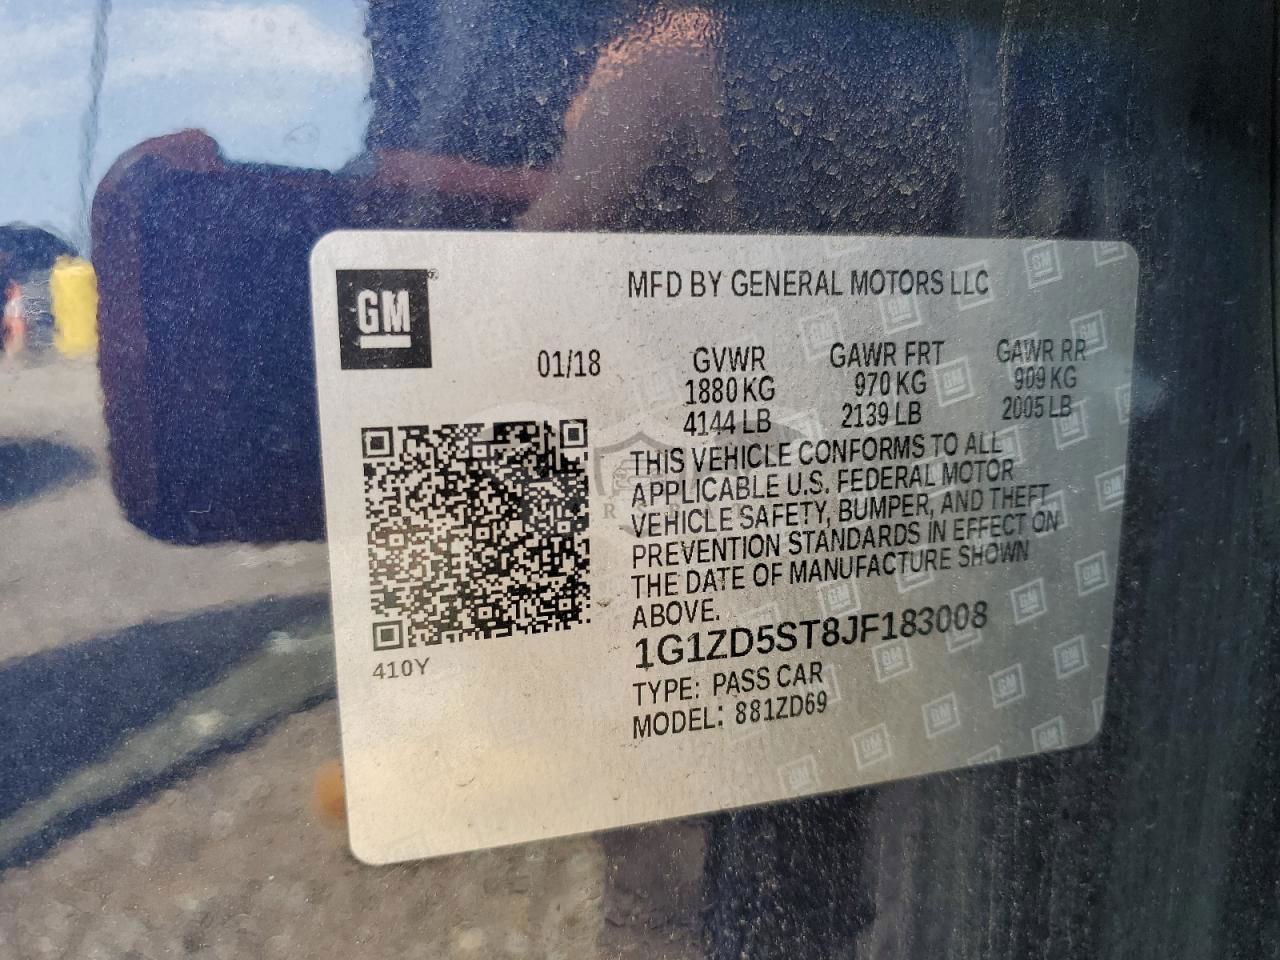 GM
MFD BY GENERAL MOTORS LLC
01/18 GVWR GAWR FRT GAWR RR
1880 KG 970 KG 909 KG
4144 LB 2139 LB 2005 LB
THIS VEHICLE CONFORMS TO ALL
APPLICABLE U.S. FEDERAL MOTOR
VEHICLE SAFETY, BUMPER, AND THEFT
PREVENTION STANDARDS IN EFFECT ON
THE DATE OF MANUFACTURE SHOWN
ABOVE.
1G1ZD5ST8JF183008
410Y
TYPE: PASS CAR
MODEL: 881ZD69